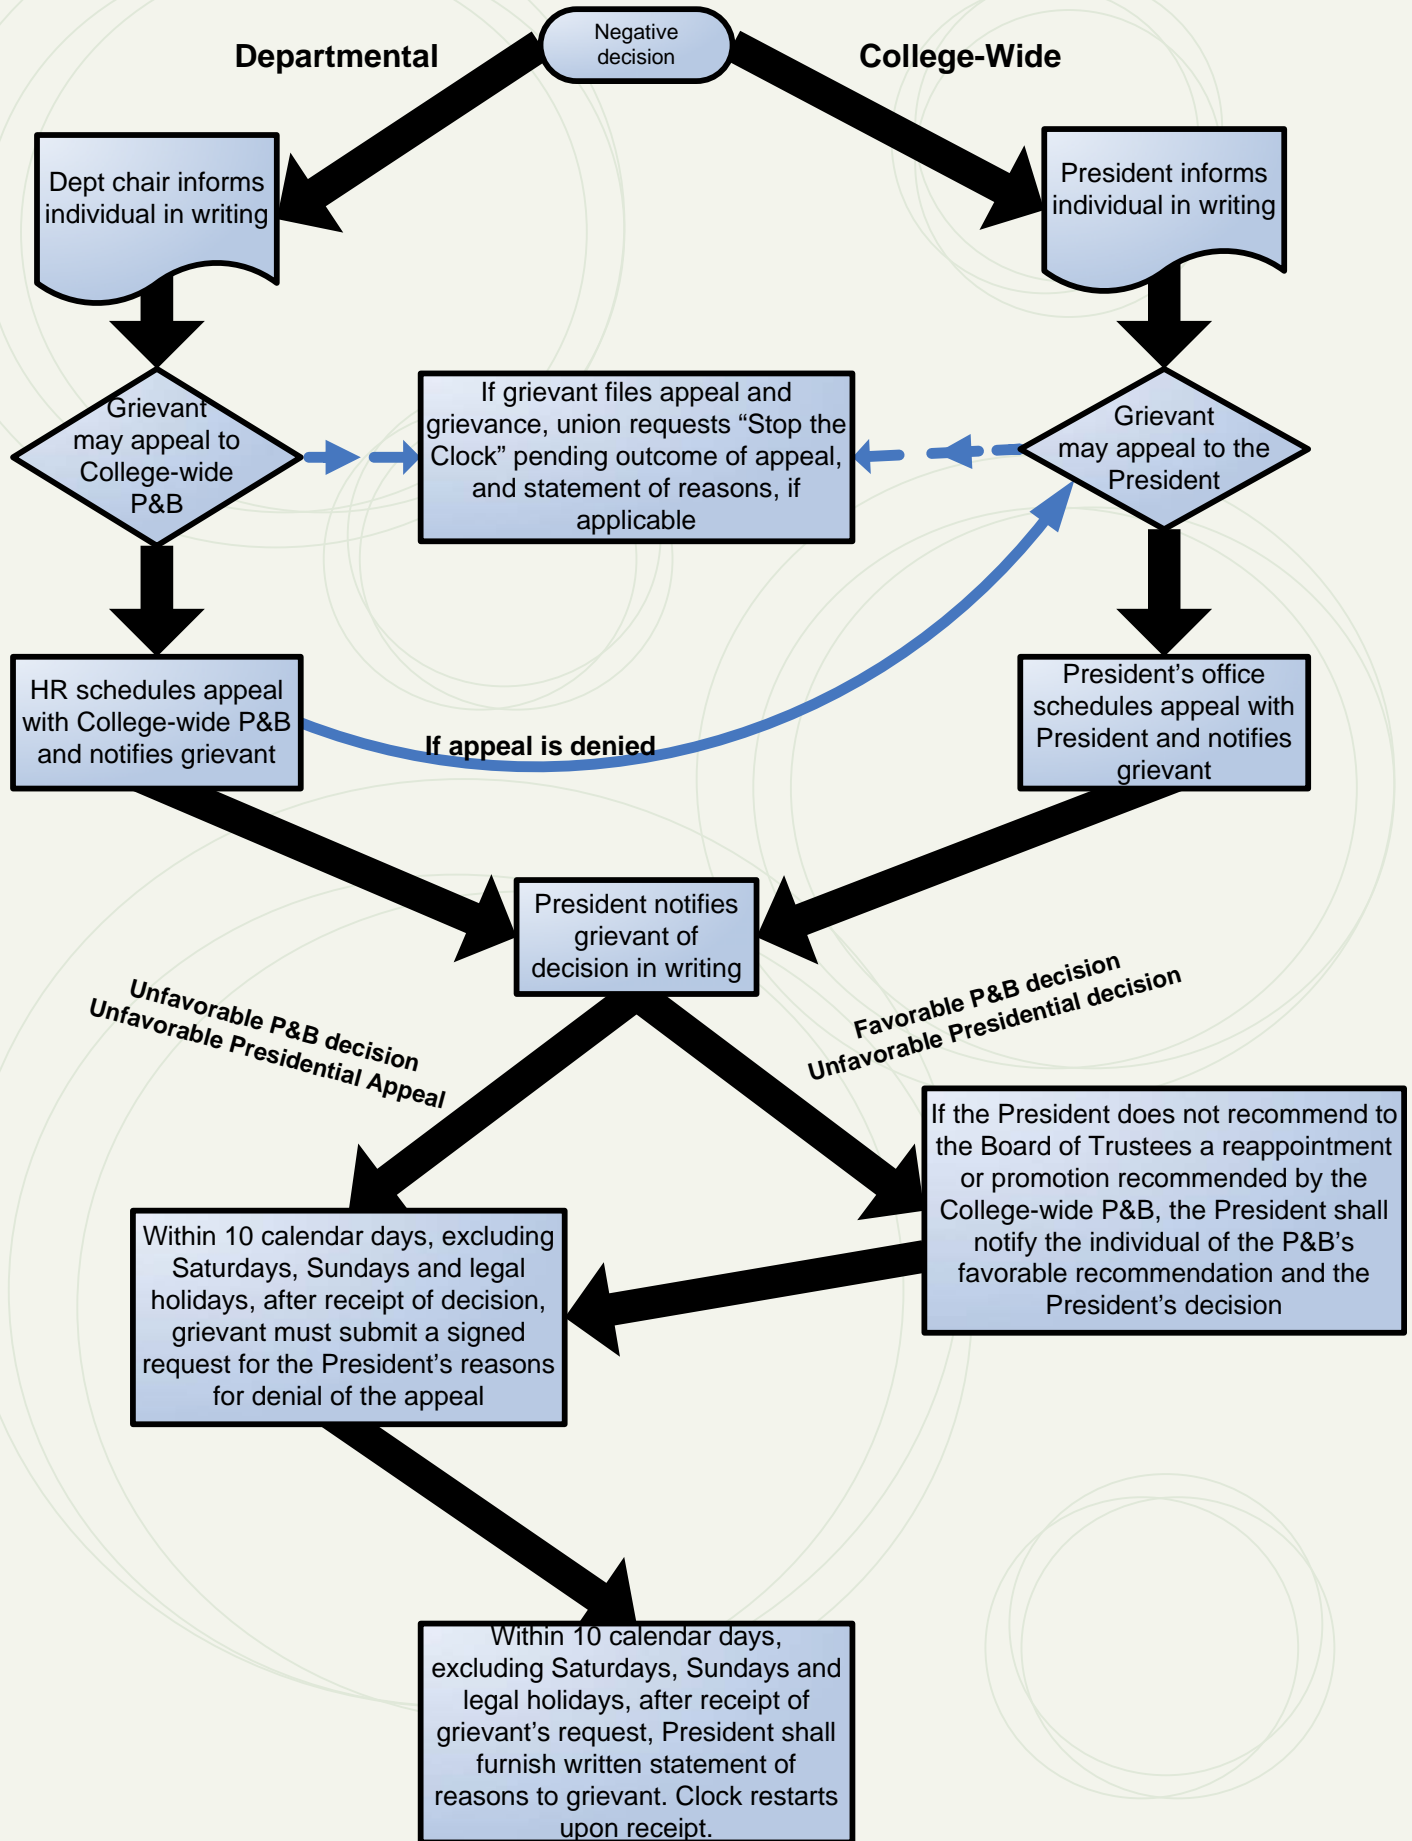 Negative
decision
Departmental
College-Wide
Dept chair informs
individual in writing
President informs
individual in writing
Grievant
may appeal to
College-wide
P&B
If grievant files appeal and
grievance, union requests “Stop the
Clock” pending outcome of appeal,
and statement of reasons, if
applicable
Grievant
may appeal to the
President
HR schedules appeal
with College-wide P&B
and notifies grievant
If appeal is denied
President’s office
schedules appeal with
President and notifies
grievant
President notifies
grievant of
decision in writing
Unfavorable P&B decision
Unfavorable Presidential Appeal
Favorable P&B decision
Unfavorable Presidential decision
If the President does not recommend to
the Board of Trustees a reappointment
or promotion recommended by the
College-wide P&B, the President shall
notify the individual of the P&B’s
favorable recommendation and the
President’s decision
Within 10 calendar days, excluding
Saturdays, Sundays and legal
holidays, after receipt of decision,
grievant must submit a signed
request for the President’s reasons
for denial of the appeal
Within 10 calendar days,
excluding Saturdays, Sundays and
legal holidays, after receipt of
grievant’s request, President shall
furnish written statement of
reasons to grievant. Clock restarts
upon receipt.